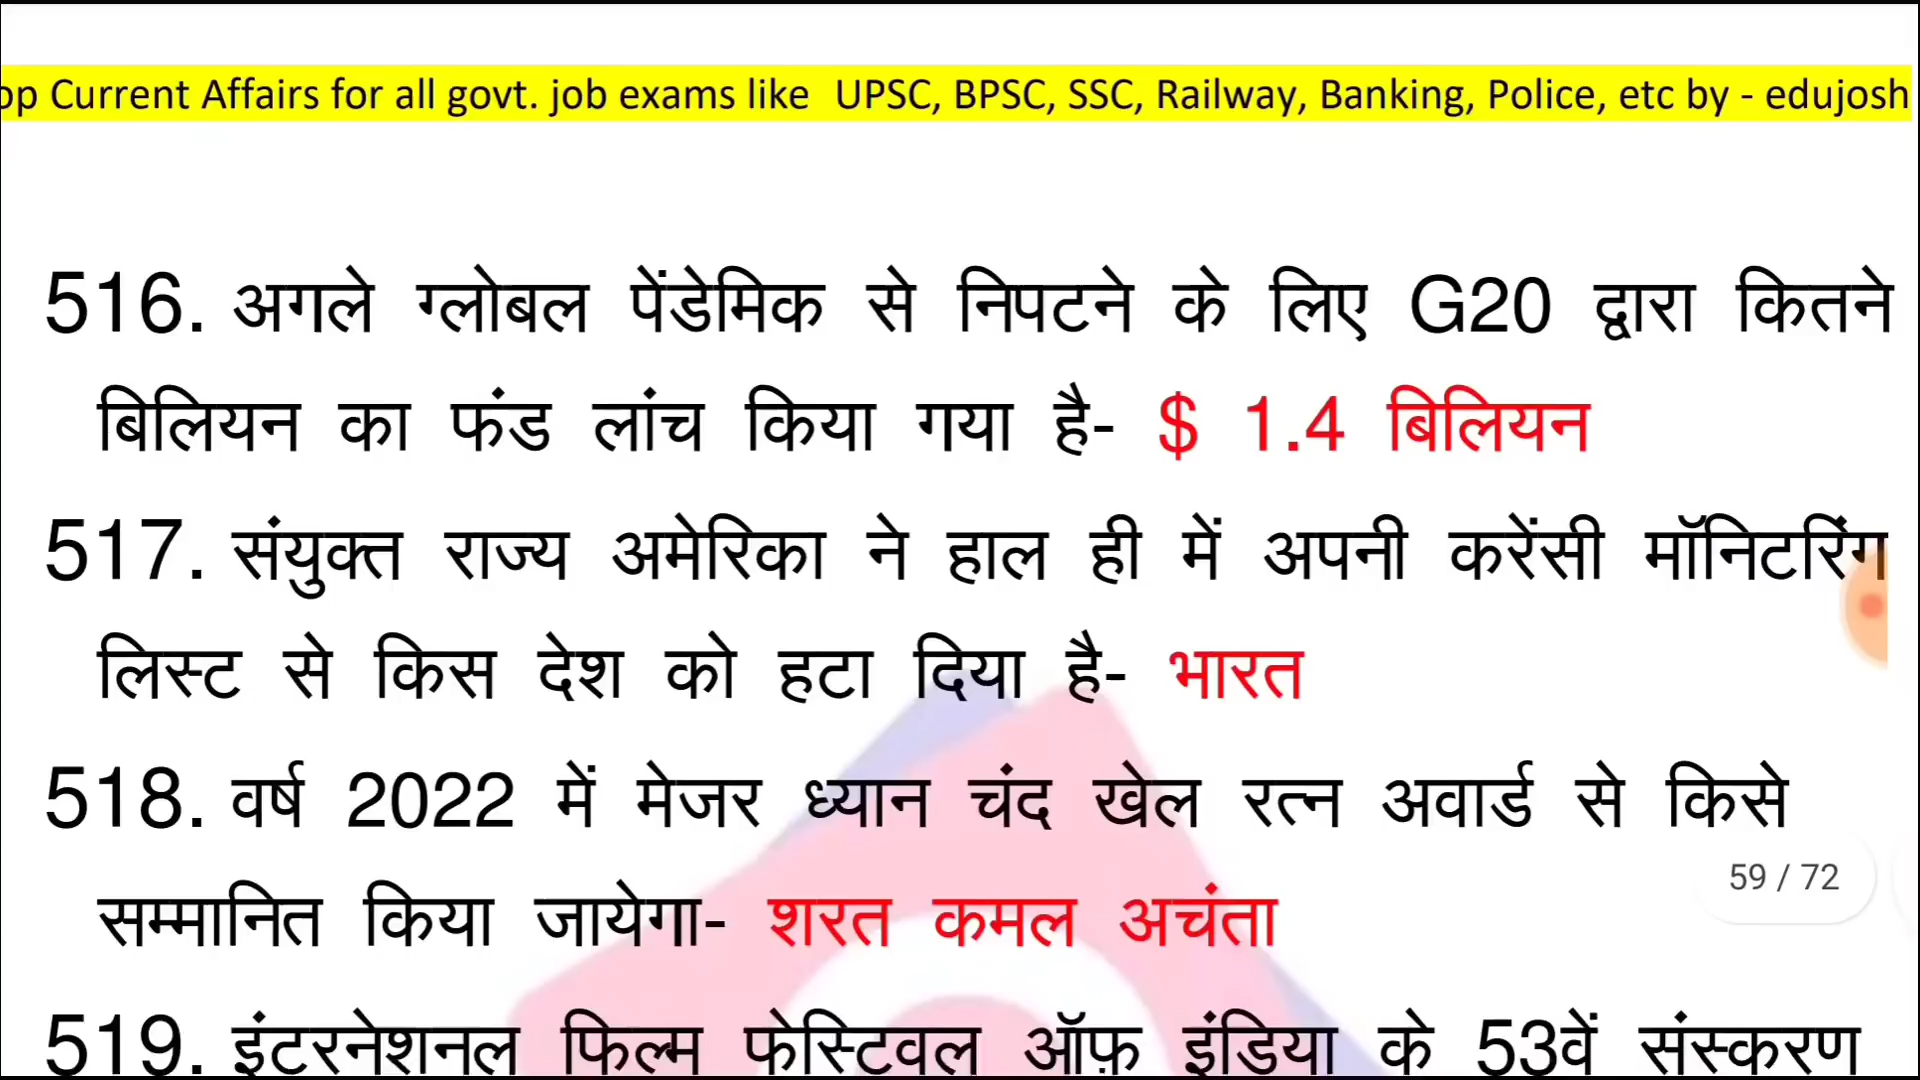 op Current Affairs for all govt. job exams like UPSC, BPSC, SSC, Railway, Banking, Police, etc by - edujosh
516. अगले ग्लोबल पेंडेमिक से निपटने के लिए G20 द्वारा कितने
बिलियन का फंड लांच किया गया है- $ 1.4 बिलियन
517. संयुक्त राज्य अमेरिका ने हाल ही में अपनी करेंसी मॉनिटरिंग
लिस्ट से किस देश को हटा दिया है- भारत
518. वर्ष 2022 में मेजर ध्यान चंद खेल रत्न अवार्ड से किसे
59 / 72
सम्मानित किया जायेगा- शरत कमल अचंता
519. इंटरनेशनल फिल्म फेस्टिवल ऑफ़ इंडिया के 53वें संस्करण